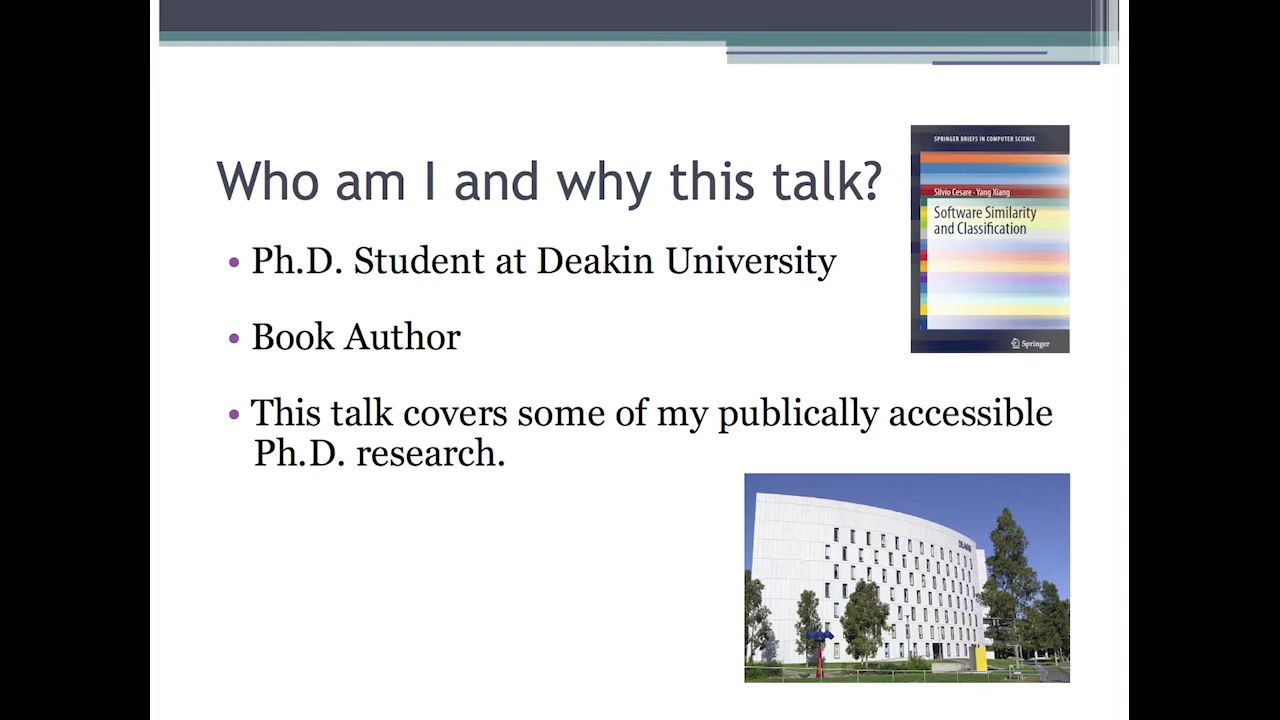 SPRINGER BRIEFS IN COMPUTER SCIENCE
Silvio Cesare · Yang Xiang
Software Similarity
and Classification
Springer
Who am I and why this talk?
• Ph.D. Student at Deakin University
• Book Author
• This talk covers some of my publically accessible
Ph.D. research.
DEAKIN